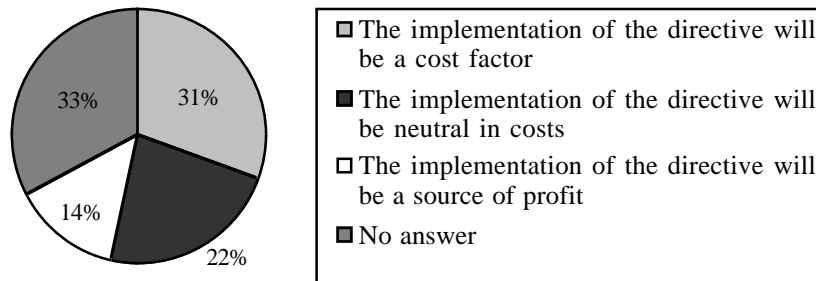 33%
31%
14%
22%
The implementation of the directive will
be a cost factor
The implementation of the directive will
be neutral in costs
The implementation of the directive will
be a source of profit
No answer